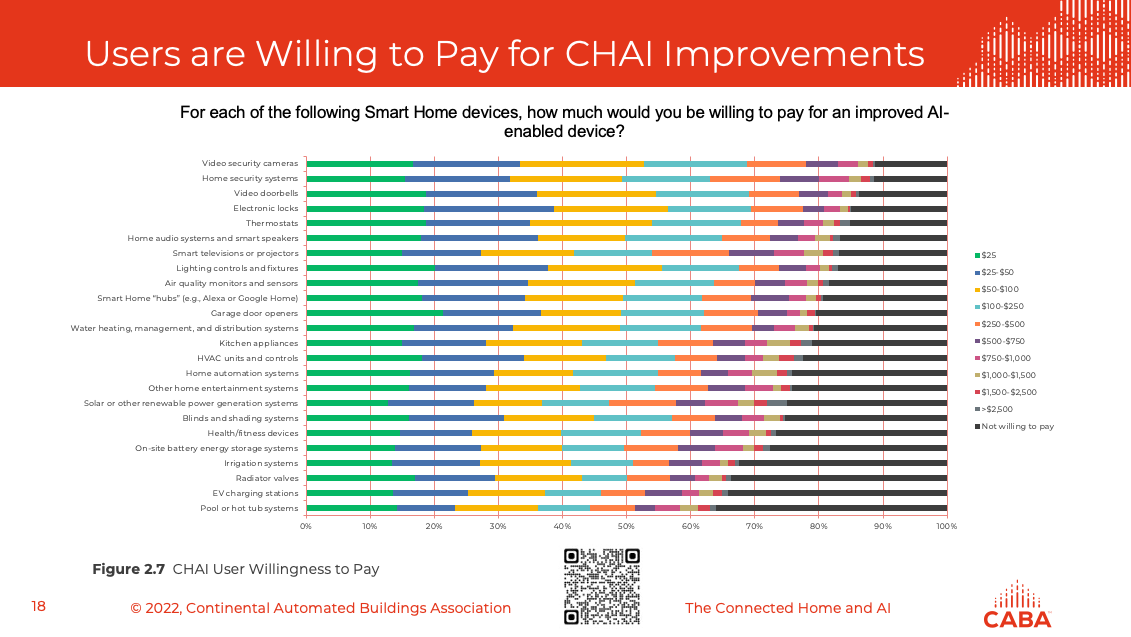 Users are Willing to Pay for CHAI Improvements
For each of the following Smart Home devices, how much would you be willing to pay for an improved AI-
enabled device?
Video security cameras
Home security systems
Video doorbells
Electronic locks
Thermostats
Home audio systems and smart speakers
Smart televisions or projectors
Lighting controls and fixtures
Air quality monitors and sensors
Smart Home "hubs" (e.g., Alexa or Google Home)
Garage door openers
Water heating, management, and distribution systems
Kitchen appliances
HVAC units and controls
Home automation systems
Other home entertainment systems
Solar or other renewable power generation systems
Blinds and shading systems
Health/fitness devices
On-site battery energy storage systems
Irrigation systems
Radiator valves
EV charging stations
Pool or hot tub systems
0% 10% 20% 30% 40% 50% 60% 70% 80% 90% 100%
$25
$25-$50
$50-$100
$100-$250
$250-$500
$500-$750
$750-$1,000
$1,000-$1,500
$1,500-$2,500
>$2,500
Not willing to pay
Figure 2.7 CHAI User Willingness to Pay
18
© 2022, Continental Automated Buildings Association
The Connected Home and AI
CABA